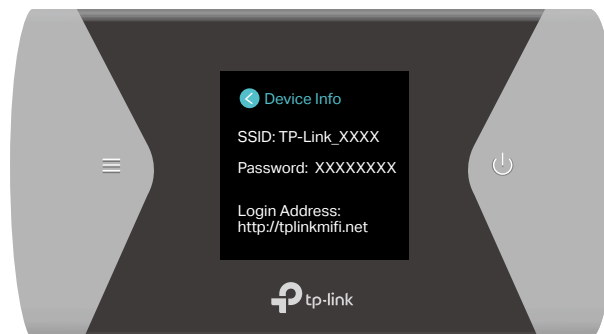 Device Info
SSID: TP-Link_XXXX
Password: XXXXXXXX
Login Address:
http://tplinkmifi.net
tp-link